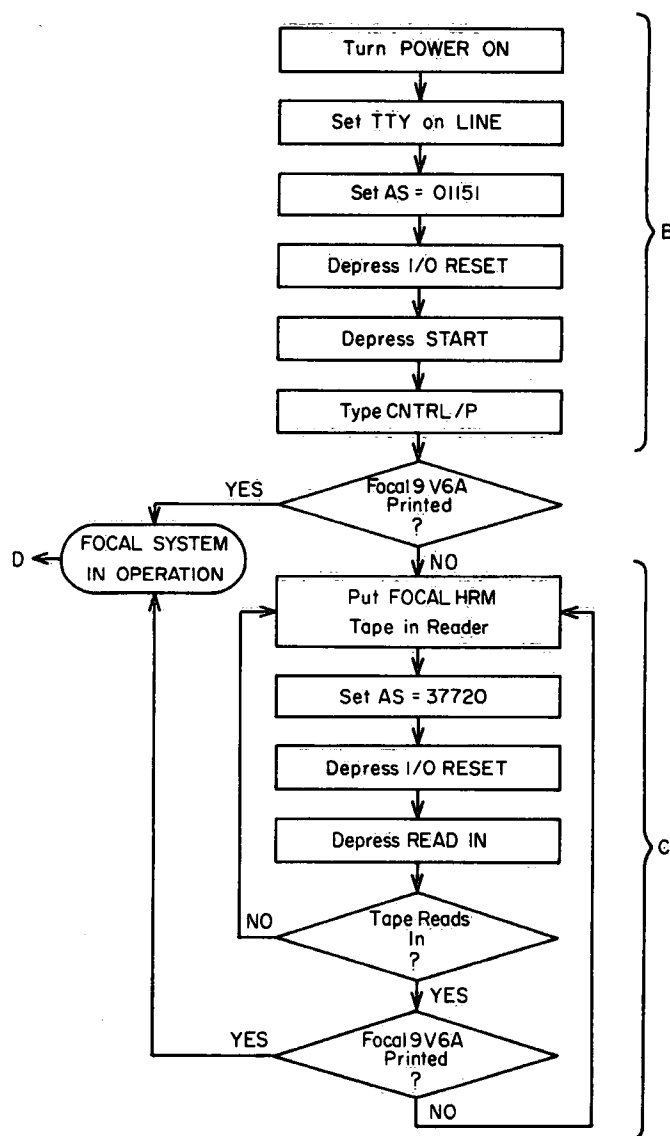 Turn POWER ON
Set TTY on LINE
Set AS = 01151
Depress I/O RESET
Depress START
Type CNTRL/P
B
Focal 9 V6A
Printed
?
YES
NO
FOCAL SYSTEM
IN OPERATION
D
Put FOCAL HRM
Tape in Reader
Set AS = 37720
Depress I/O RESET
Depress READ IN
C
Tape Reads
In
?
NO
YES
Focal 9 V6A
Printed
?
YES
NO